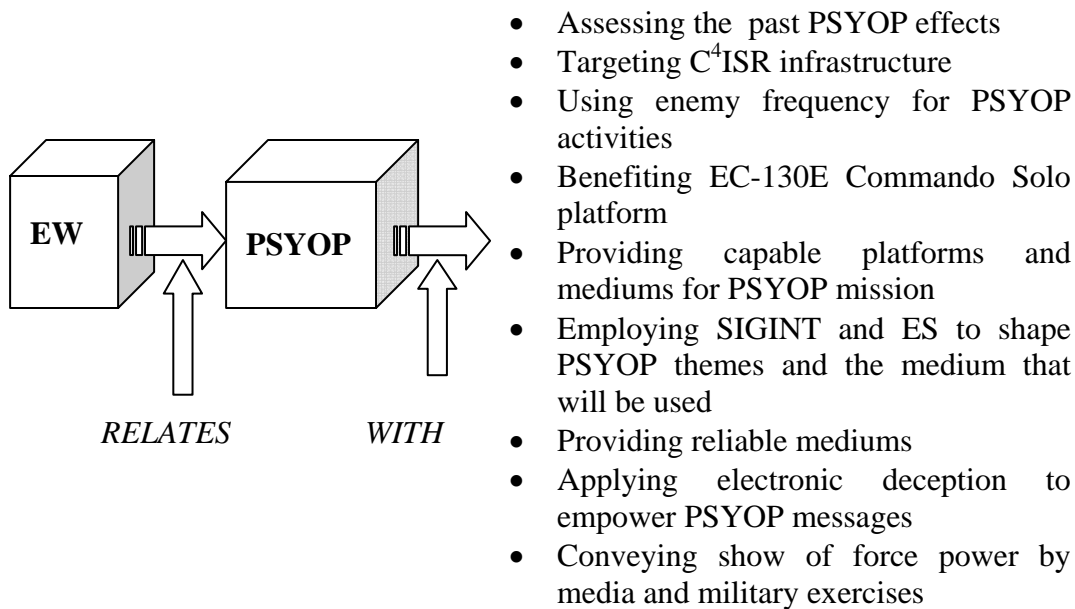 EW
PSYOP
RELATES
WITH
• Assessing the past PSYOP effects
• Targeting C⁴ISR infrastructure
• Using enemy frequency for PSYOP
activities
• Benefiting EC-130E Commando Solo
platform
• Providing capable platforms and
mediums for PSYOP mission
• Employing SIGINT and ES to shape
PSYOP themes and the medium that
will be used
• Providing reliable mediums
• Applying electronic deception to
empower PSYOP messages
• Conveying show of force power by
media and military exercises